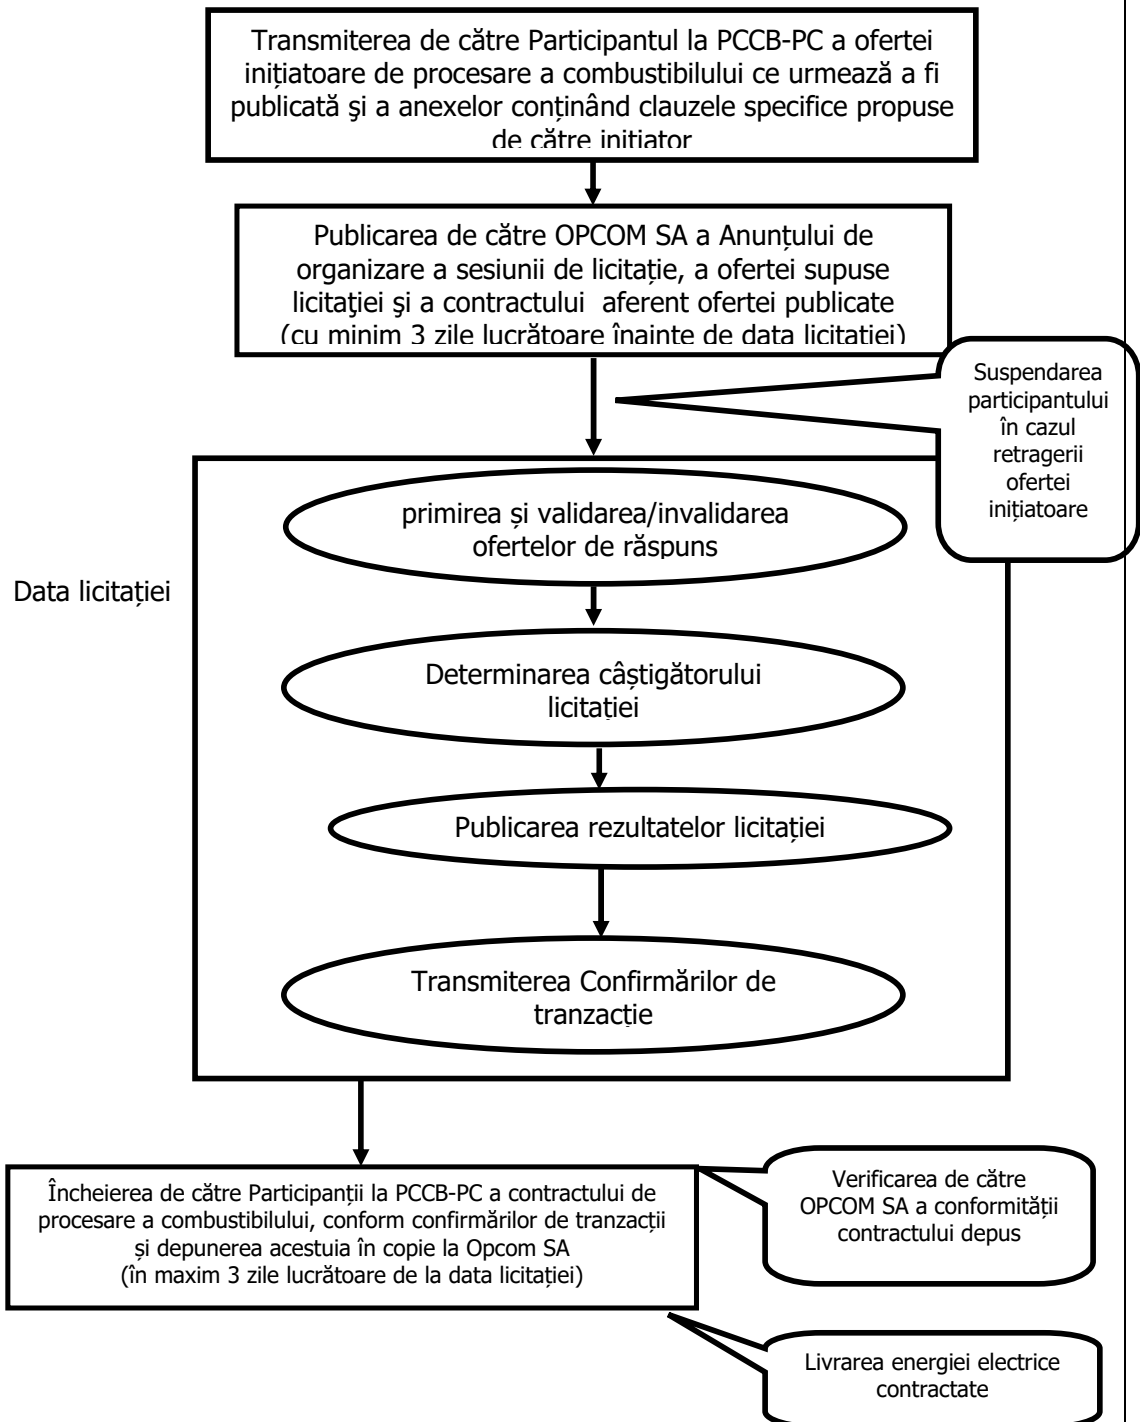 Transmiterea de către Participantul la PCCB-PC a ofertei
inițiatoare de procesare a combustibilului ce urmează a fi
publicată şi a anexelor conținând clauzele specifice propuse
de către inițiator
Publicarea de către OPCOM SA a Anunțului de
organizare a sesiunii de licitație, a ofertei supuse
licitaţiei şi a contractului aferent ofertei publicate
(cu minim 3 zile lucrătoare înainte de data licitației)
Suspendarea
participantului
în cazul
retragerii
ofertei
inițiatoare
Data licitației
primirea și validarea/invalidarea
ofertelor de răspuns
Determinarea câștigătorului
licitației
Publicarea rezultatelor licitației
Transmiterea Confirmărilor de
tranzacție
Încheierea de către Participanții la PCCB-PC a contractului de
procesare a combustibilului, conform confirmărilor de tranzacții
și depunerea acestuia în copie la Opcom SA
(în maxim 3 zile lucrătoare de la data licitației)
Verificarea de către
OPCOM SA a conformității
contractului depus
Livrarea energiei electrice
contractate